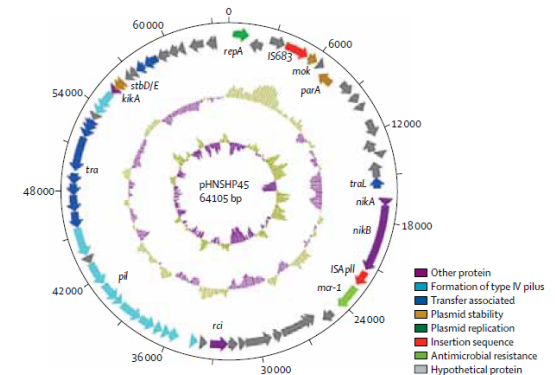 0
60000
repA
IS683
6000
mok
parA
stbD/E
kikA
54000
12000
tra
pHNSHP45
64105 bp
traL
48000
nikA
nikB
18000
pil
ISApII
mcr-1
42000
24000
rci
36000
30000
Other protein
Formation of type IV pilus
Transfer associated
Plasmid stability
Plasmid replication
Insertion sequence
Antimicrobial resistance
Hypothetical protein